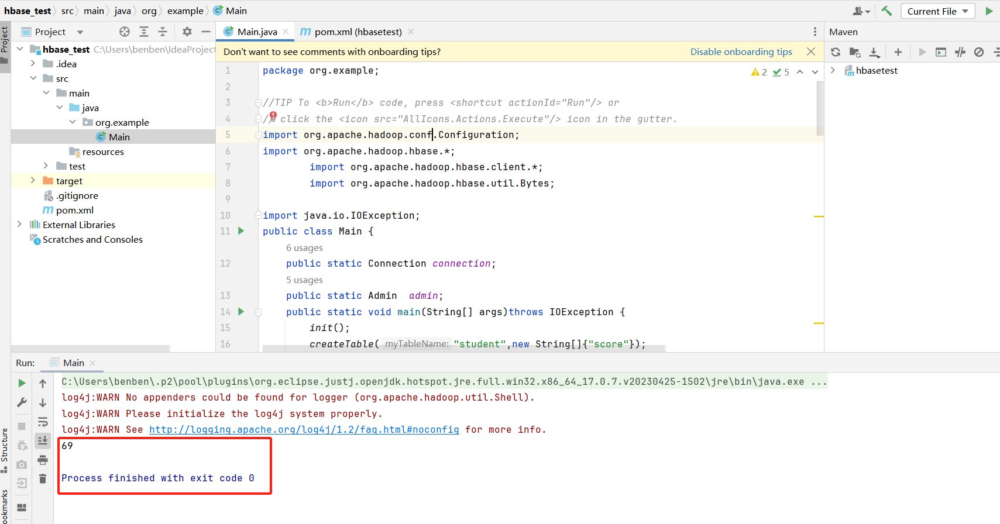 hbase_test src main java org example Main
Current File
Project
Main.java
pom.xml (hbasetest)
Maven
Project
hbase_test C:\Users\benben\IdeaProject
Don't want to see comments with onboarding tips?
Disable onboarding tips
.idea
src
main
java
org.example
Main
resources
test
target
.gitignore
pom.xml
External Libraries
Scratches and Consoles
2 5
1 package org.example;
2
3 //TIP To <b>Run</b> code, press <shortcut actionId="Run"/> or
4 // click the <icon src="AllIcons.Actions.Execute"/> icon in the gutter.
5 import org.apache.hadoop.conf.Configuration;
6 import org.apache.hadoop.hbase.*;
7 import org.apache.hadoop.hbase.client.*;
8 import org.apache.hadoop.hbase.util.Bytes;
9
10 import java.io.IOException;
11 public class Main {
6 usages
12 public static Connection connection;
5 usages
13 public static Admin admin;
14 public static void main(String[] args)throws IOException {
15 init();
16 createTable( myTableName: "student",new String[]{"score"});
hbasetest
Run: Main
C:\Users\benben\.p2\pool\plugins\org.eclipse.justj.openjdk.hotspot.jre.full.win32.x86_64_17.0.7.v20230425-1502\jre\bin\java.exe ...
log4j:WARN No appenders could be found for logger (org.apache.hadoop.util.Shell).
log4j:WARN Please initialize the log4j system properly.
log4j:WARN See http://logging.apache.org/log4j/1.2/faq.html#noconfig for more info.
69
Process finished with exit code 0
Structure
ookmarks